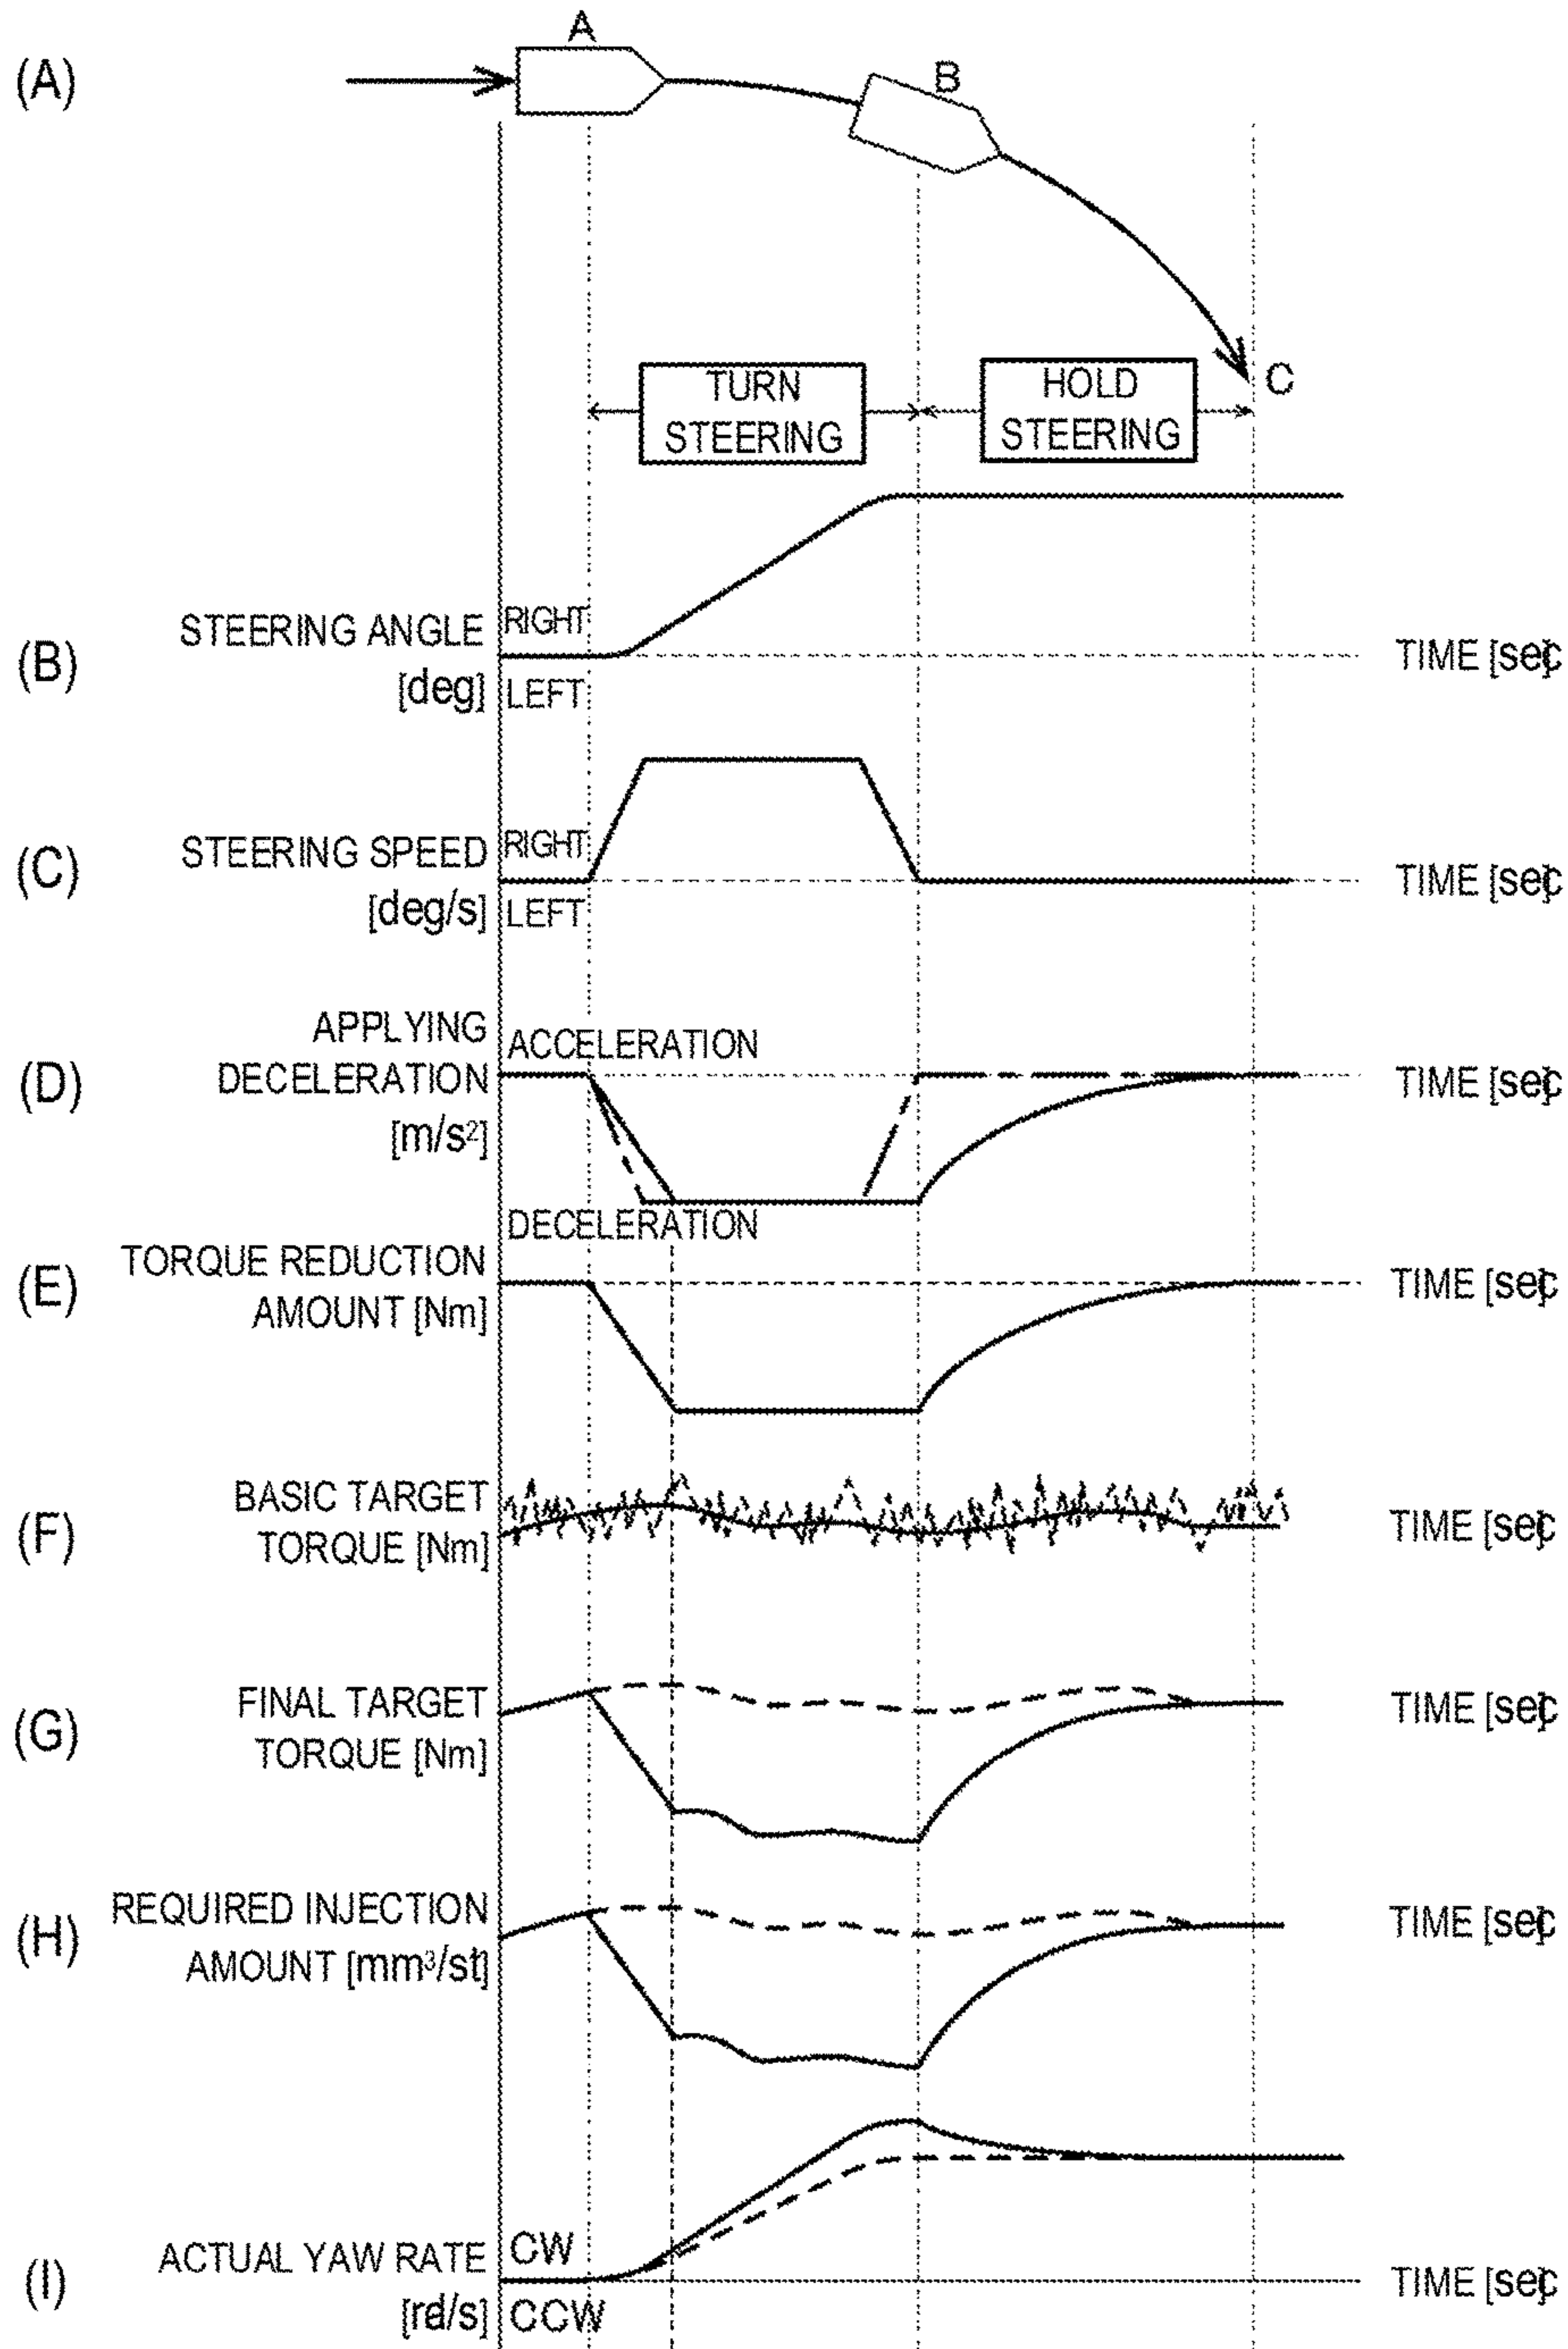 A
(A)
B
C
TURN
STEERING
HOLD
STEERING
(B)
STEERING ANGLE
[deg]
RIGHT
LEFT
TIME [sec]
(C)
STEERING SPEED
[deg/s]
RIGHT
LEFT
TIME [sec]
(D)
APPLYING
DECELERATION
[m/s²]
ACCELERATION
DECELERATION
TIME [sec]
(E)
TORQUE REDUCTION
AMOUNT [Nm]
TIME [sec]
(F)
BASIC TARGET
TORQUE [Nm]
TIME [sec]
(G)
FINAL TARGET
TORQUE [Nm]
TIME [sec]
(H)
REQUIRED INJECTION
AMOUNT [mm³/st]
TIME [sec]
(I)
ACTUAL YAW RATE
[rd/s]
CW
CCW
TIME [sec]